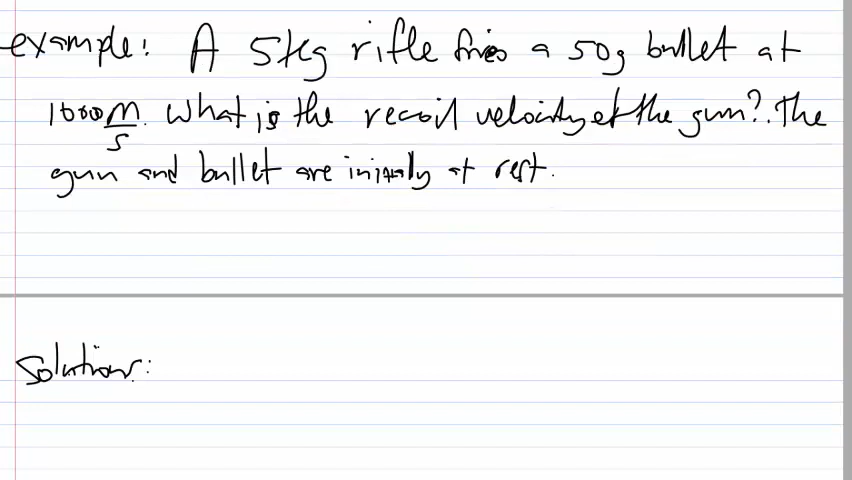 example: A 5kg rifle fires a 50g bullet at
1000 m/s. What is the recoil velocity of the gun?. The
gun and bullet are initially at rest.
Solution: